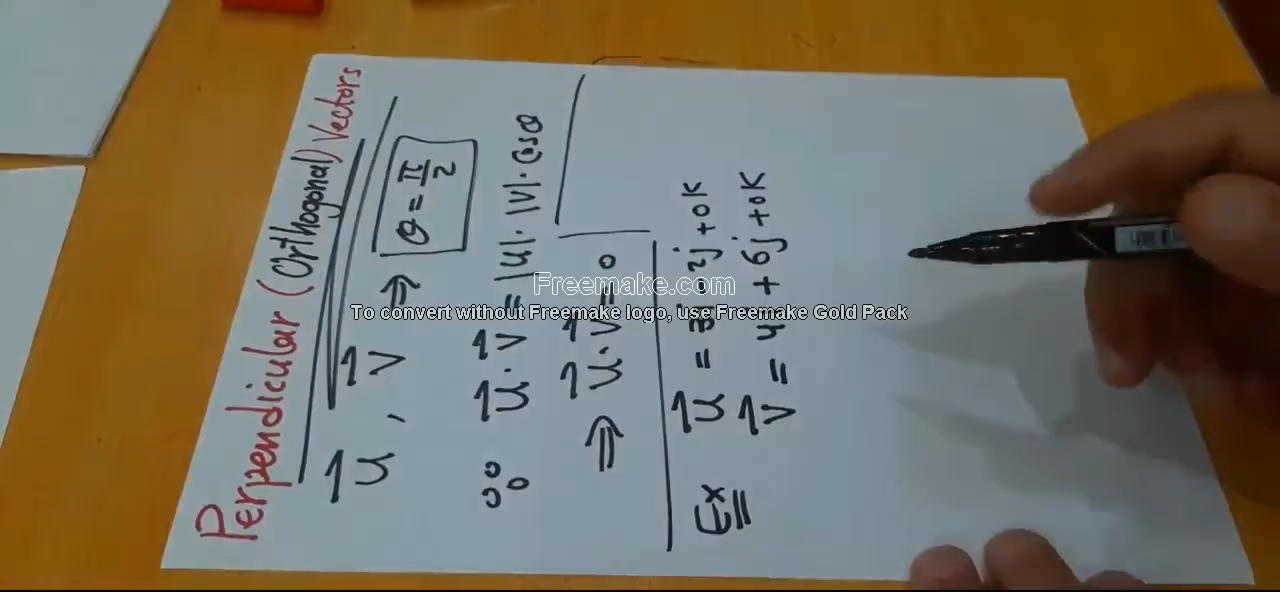 Perpendicular (Orthogonal) Vectors
u⃗ , v⃗ ⇒ θ = π/2
∵ u⃗ · v⃗ = |u| · |v| · cosθ
⇒ u⃗ · v⃗ = 0
Ex u⃗ = 3i - 2j + 0k
v⃗ = 4i + 6j + 0k
Freemake.com
To convert without Freemake logo, use Freemake Gold Pack